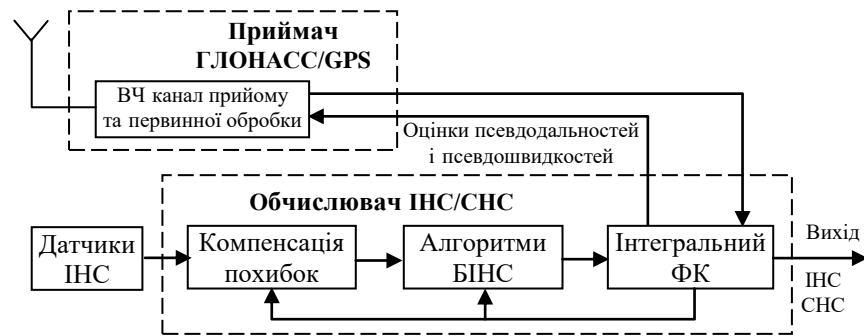 Приймач
ГЛОНАСС/GPS
ВЧ канал прийому
та первинної обробки
Оцінки псевдодальностей
і псевдошвидкостей
Обчислювач ІНС/СНС
Датчики
ІНС
Компенсація
похибок
Алгоритми
БІНС
Інтегральний
ФК
Вихід
ІНС
СНС